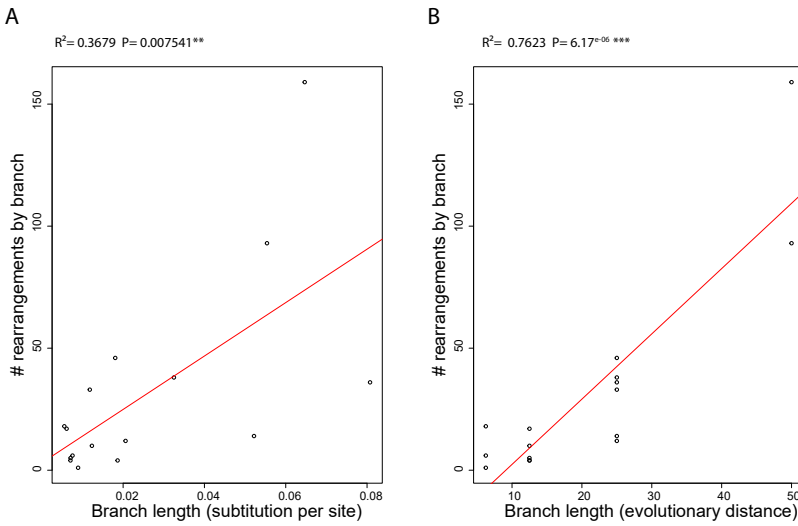 A
R²= 0.3679 P= 0.007541**
# rearrangements by branch
150
100
50
0
0.02 0.04 0.06 0.08
Branch length (subtitution per site)
B
R²= 0.7623 P= 6.17e-06 ***
# rearrangements by branch
150
100
50
0
10 20 30 40 50
Branch length (evolutionary distance)